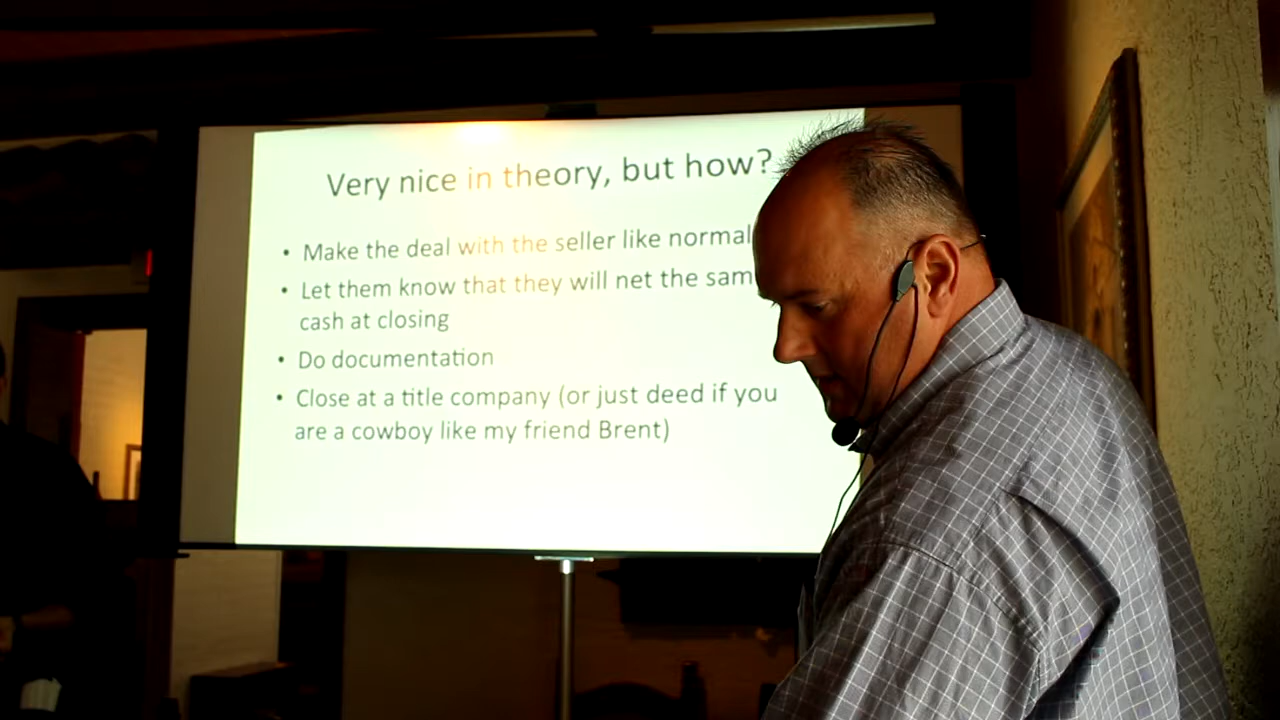 Very nice in theory, but how?
• Make the deal with the seller like normal
• Let them know that they will net the sam
cash at closing
• Do documentation
• Close at a title company (or just deed if you
are a cowboy like my friend Brent)